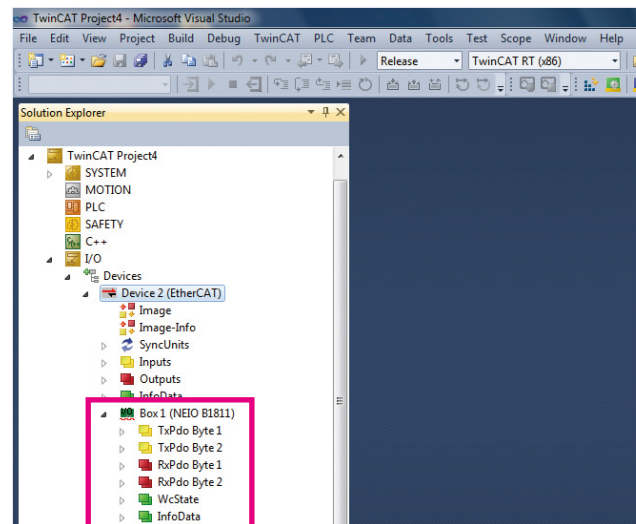 TwinCAT Project4 - Microsoft Visual Studio
File Edit View Project Build Debug TwinCAT PLC Team Data Tools Test Scope Window Help
Release TwinCAT RT (x86)
Solution Explorer
TwinCAT Project4
SYSTEM
MOTION
PLC
SAFETY
C++
I/O
Devices
Device 2 (EtherCAT)
Image
Image-Info
SyncUnits
Inputs
Outputs
InfoData
Box 1 (NEIO B1811)
TxPdo Byte 1
TxPdo Byte 2
RxPdo Byte 1
RxPdo Byte 2
WcState
InfoData